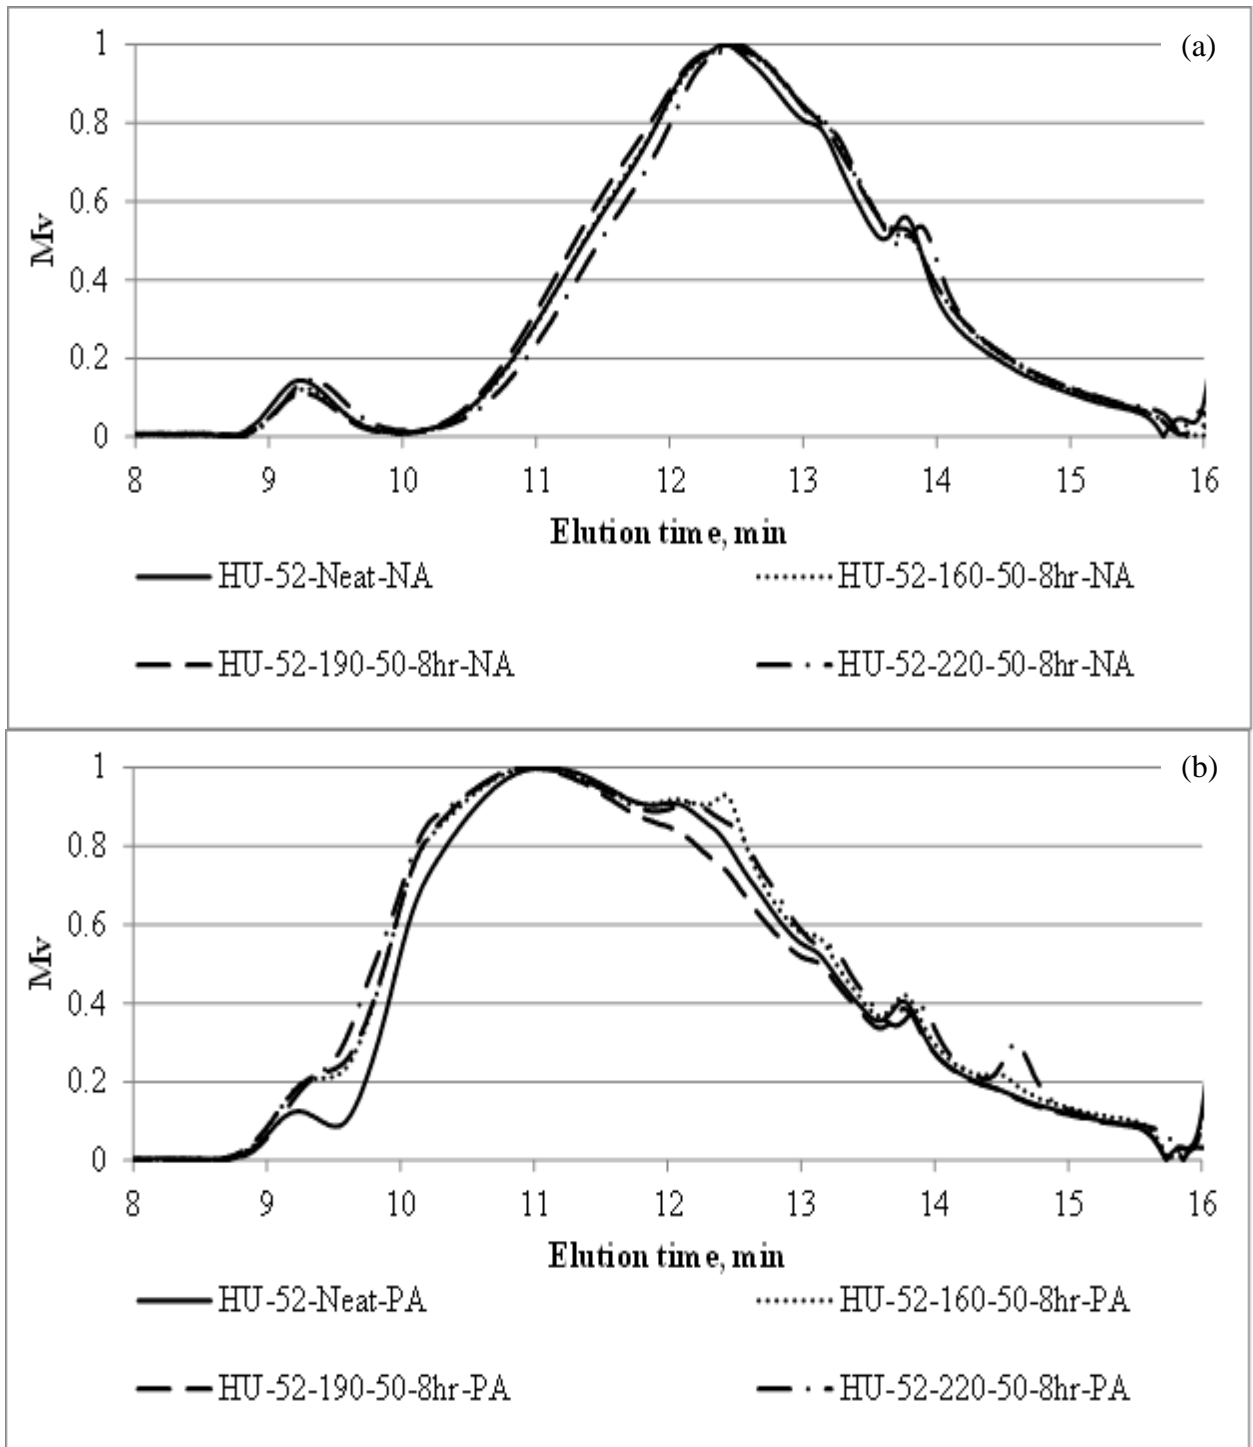 (a)
1
0.8
0.6
0.4
0.2
0
Mv
8 9 10 11 12 13 14 15 16
Elution time, min
HU-52-Neat-NA HU-52-160-50-8hr-NA
HU-52-190-50-8hr-NA HU-52-220-50-8hr-NA
(b)
1
0.8
0.6
0.4
0.2
0
Mv
8 9 10 11 12 13 14 15 16
Elution time, min
HU-52-Neat-PA HU-52-160-50-8hr-PA
HU-52-190-50-8hr-PA HU-52-220-50-8hr-PA